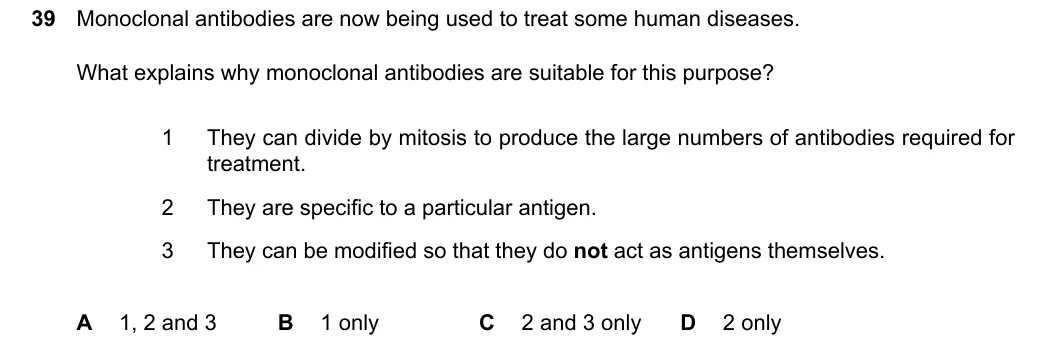 39 Monoclonal antibodies are now being used to treat some human diseases.
What explains why monoclonal antibodies are suitable for this purpose?
1 They can divide by mitosis to produce the large numbers of antibodies required for
treatment.
2 They are specific to a particular antigen.
3 They can be modified so that they do not act as antigens themselves.
A 1, 2 and 3 B 1 only C 2 and 3 only D 2 only